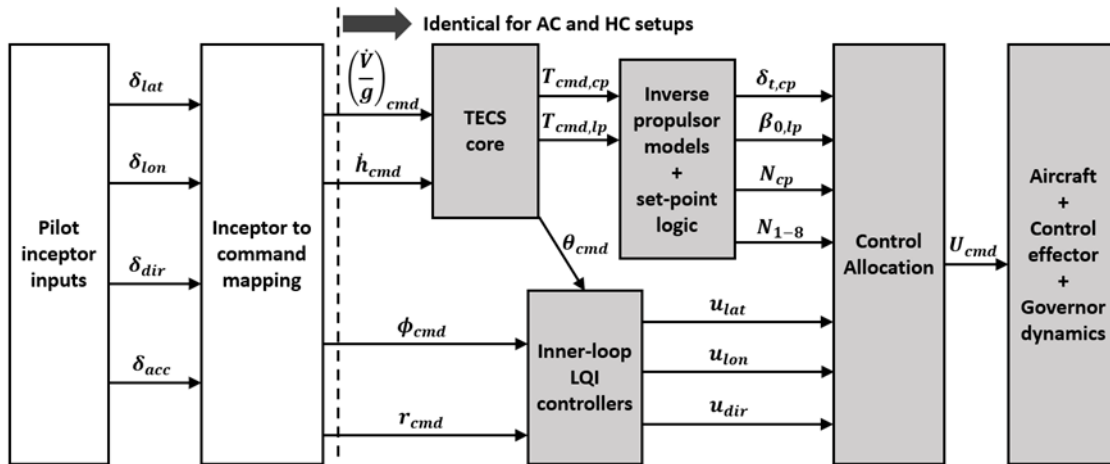 Identical for AC and HC setups
Pilot
inceptor
inputs
δ_lat
δ_lon
δ_dir
δ_acc
Inceptor to
command
mapping
(V̇/g)_cmd
ḣ_cmd
ϕ_cmd
r_cmd
TECS
core
T_cmd,cp
T_cmd,lp
θ_cmd
Inverse
propulsor
models
+
set-point
logic
δ_t,cp
β_0,lp
N_cp
N_1−8
Inner-loop
LQI
controllers
u_lat
u_lon
u_dir
Control
Allocation
U_cmd
Aircraft
+
Control
effector
+
Governor
dynamics